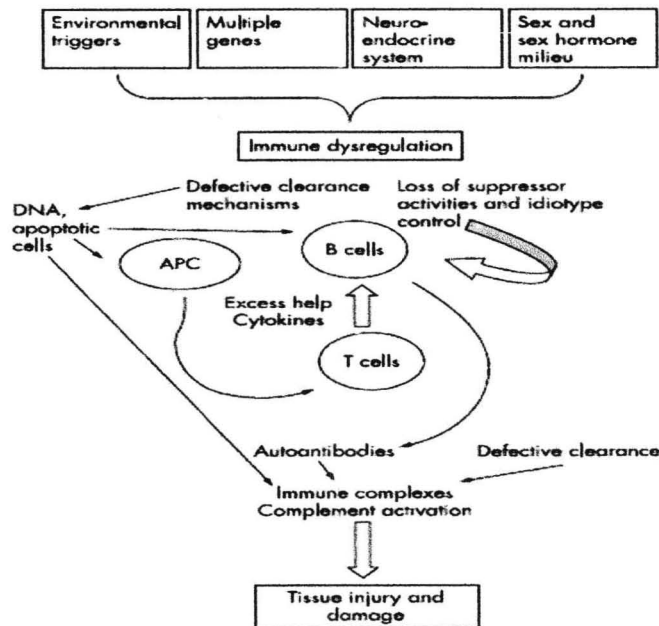 Environmental
triggers
Multiple
genes
Neuro-
endocrine
system
Sex and
sex hormone
milieu
Immune dysregulation
Defective clearance
mechanisms
Loss of suppressor
activities and idiotype
control
DNA,
apoptotic
cells
APC
B cells
Excess help
Cytokines
T cells
Autoantibodies
Defective clearance
Immune complexes
Complement activation
Tissue injury and
damage